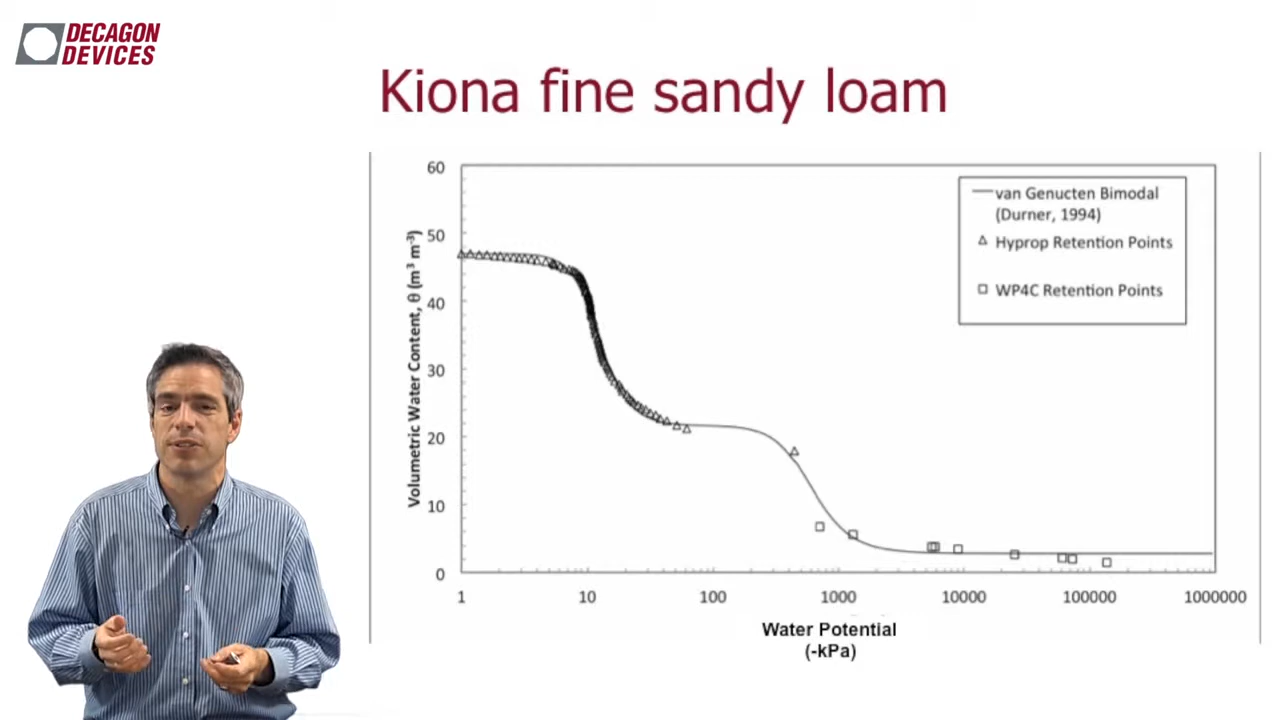 DECAGON
DEVICES
Kiona fine sandy loam
60
50
40
30
20
10
0
Volumetric Water Content, θ (m³ m⁻³)
van Genucten Bimodal
(Durner, 1994)
Hyprop Retention Points
WP4C Retention Points
1
10
100
1000
10000
100000
1000000
Water Potential
(-kPa)